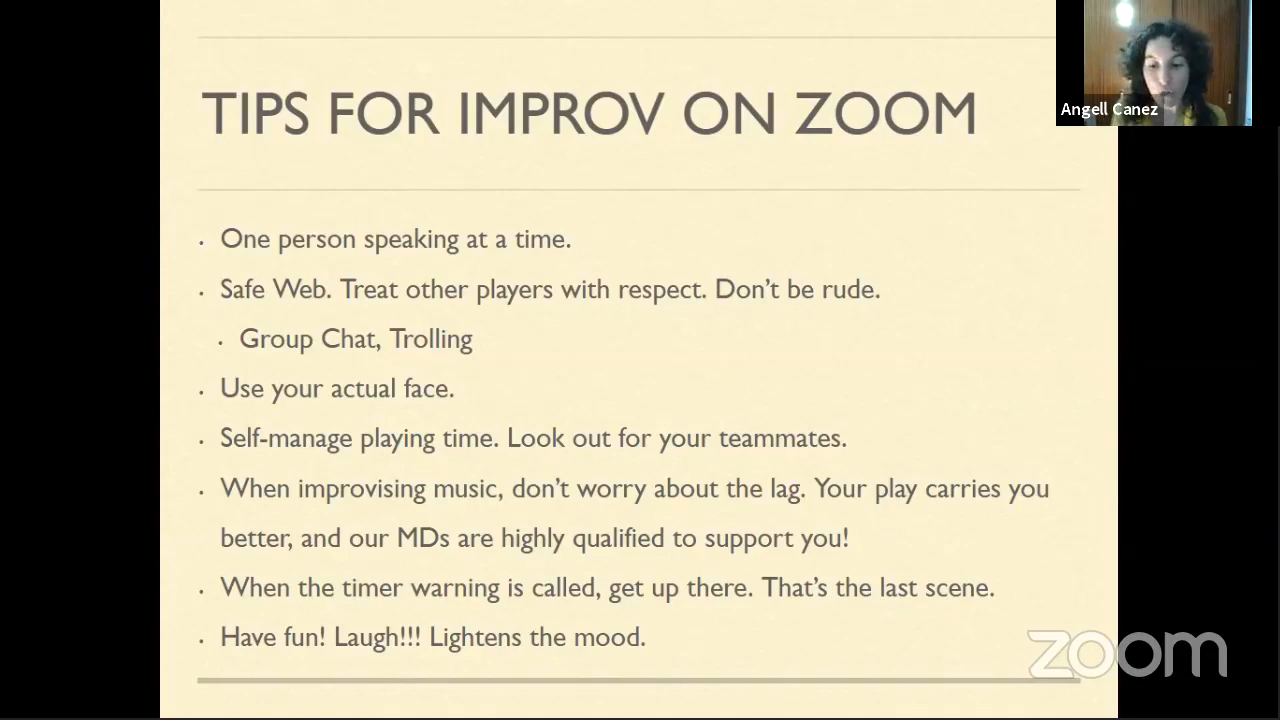 TIPS FOR IMPROV ON ZOOM
Angell Canez
• One person speaking at a time.
• Safe Web. Treat other players with respect. Don’t be rude.
• Group Chat, Trolling
• Use your actual face.
• Self-manage playing time. Look out for your teammates.
• When improvising music, don’t worry about the lag. Your play carries you
better, and our MDs are highly qualified to support you!
• When the timer warning is called, get up there. That’s the last scene.
• Have fun! Laugh!!! Lightens the mood.
zoom